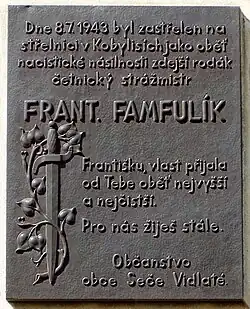 Dne 8.7.1943 byl zastřelen na
střelnici v Kobylisích jako oběť
nacistické násilnosti zdejší rodák
četnický strážmistr
FRANT. FAMFULÍK.
Františku, vlast přijala
od Tebe oběť nejvyšší
a nejčistší.
Pro nás žiješ stále.
Občanstvo
obce Seče Vidlaté.